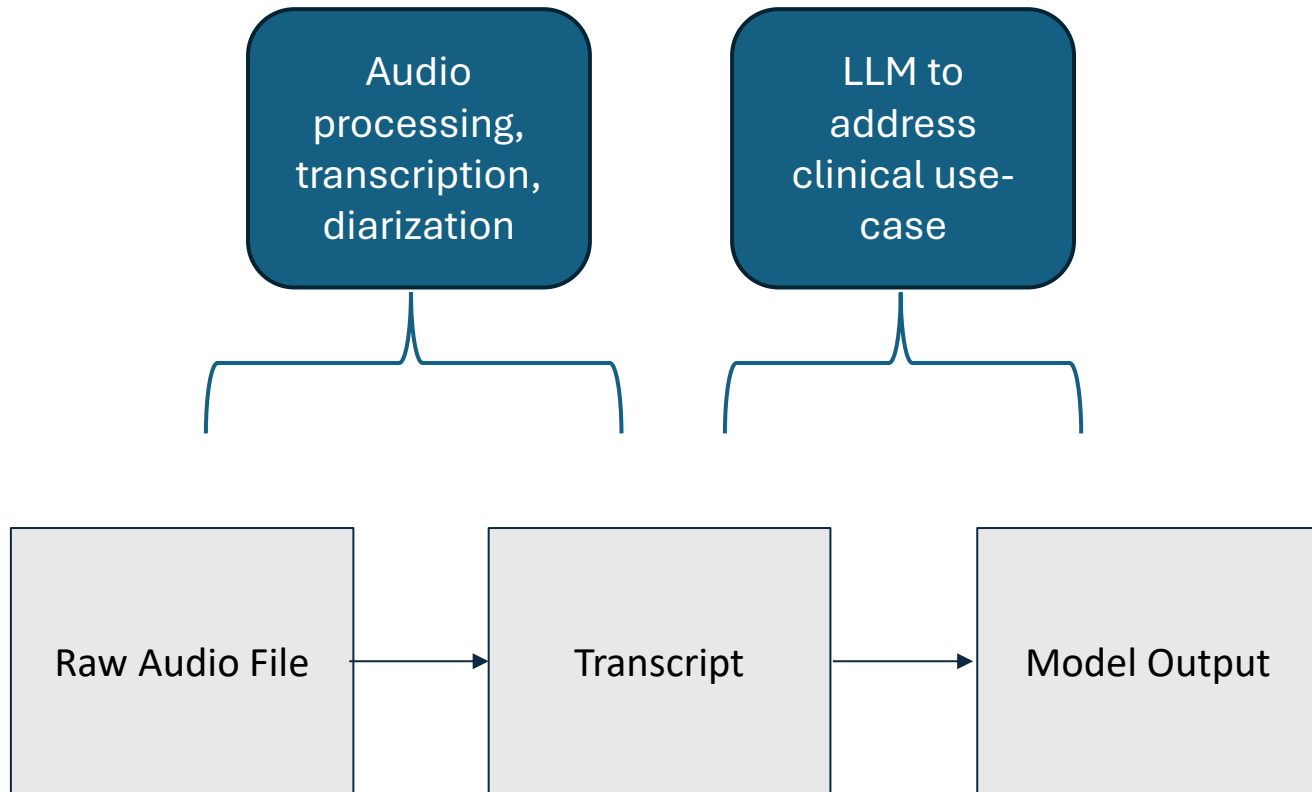 Audio
processing,
transcription,
diarization
LLM to
address
clinical use-
case
Raw Audio File
Transcript
Model Output